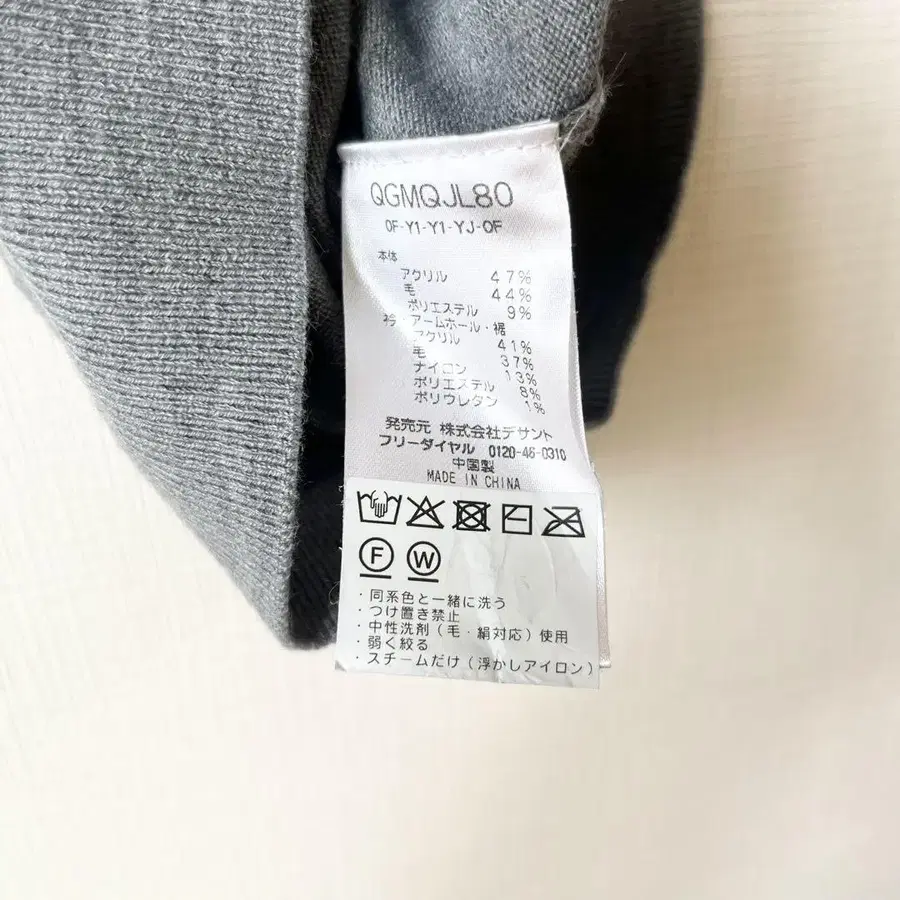 QGMQJL80
OF-Y1-Y1-YJ-OF
本体
アクリル 47%
毛 44%
ポリエステル 9%
衿・アームホール・裾
アクリル 41%
毛 37%
ナイロン 13%
ポリエステル 8%
ポリウレタン 1%
発売元 株式会社デサント
フリーダイヤル 0120-46-0310
中国製
MADE IN CHINA
F W
・同系色と一緒に洗う
・つけ置き禁止
・中性洗剤(毛・絹対応)使用
・弱く絞る
・スチームだけ(浮かしアイロン)